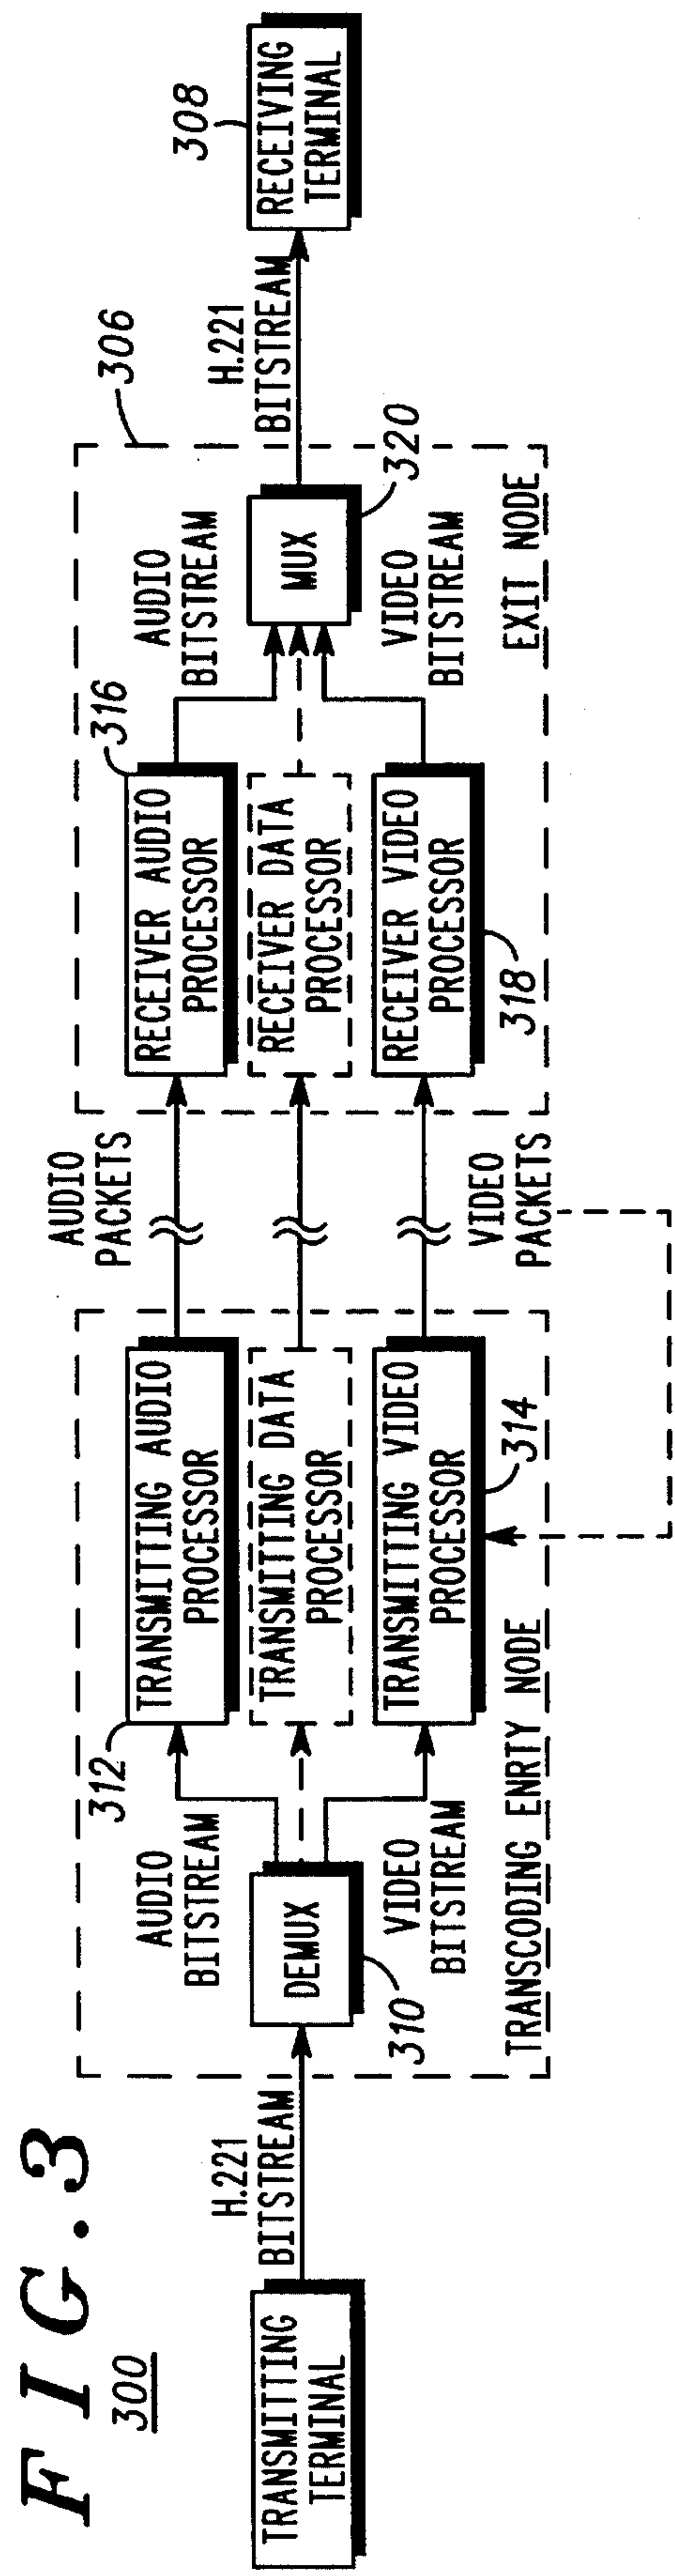 FIG.3
300
TRANSMITTING
TERMINAL
H.221
BITSTREAM
DEMUX
310
AUDIO
BITSTREAM
VIDEO
BITSTREAM
312
TRANSMITTING AUDIO
PROCESSOR
TRANSMITTING DATA
PROCESSOR
TRANSMITTING VIDEO
PROCESSOR
314
TRANSCODING ENRTY NODE
AUDIO
PACKETS
VIDEO
PACKETS
RECEIVER AUDIO
PROCESSOR
316
RECEIVER DATA
PROCESSOR
RECEIVER VIDEO
PROCESSOR
318
AUDIO
BITSTREAM
VIDEO
BITSTREAM
MUX
320
EXIT NODE
306
H.221
BITSTREAM
RECEIVING
TERMINAL
308